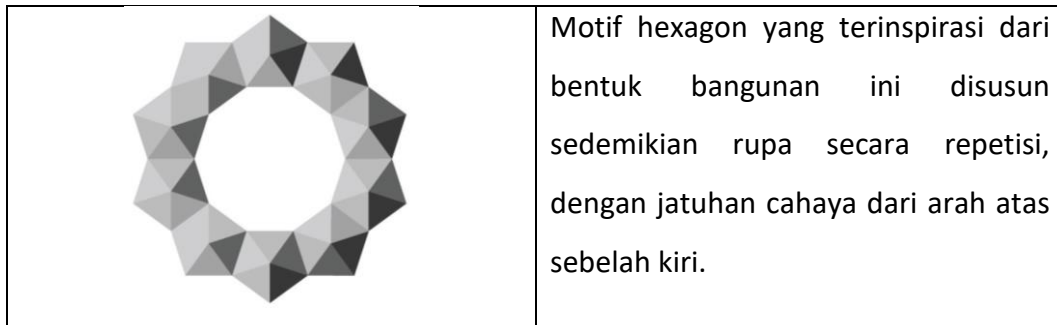 Motif hexagon yang terinspirasi dari
bentuk bangunan ini disusun
sedemikian rupa secara repetisi,
dengan jatuhan cahaya dari arah atas
sebelah kiri.